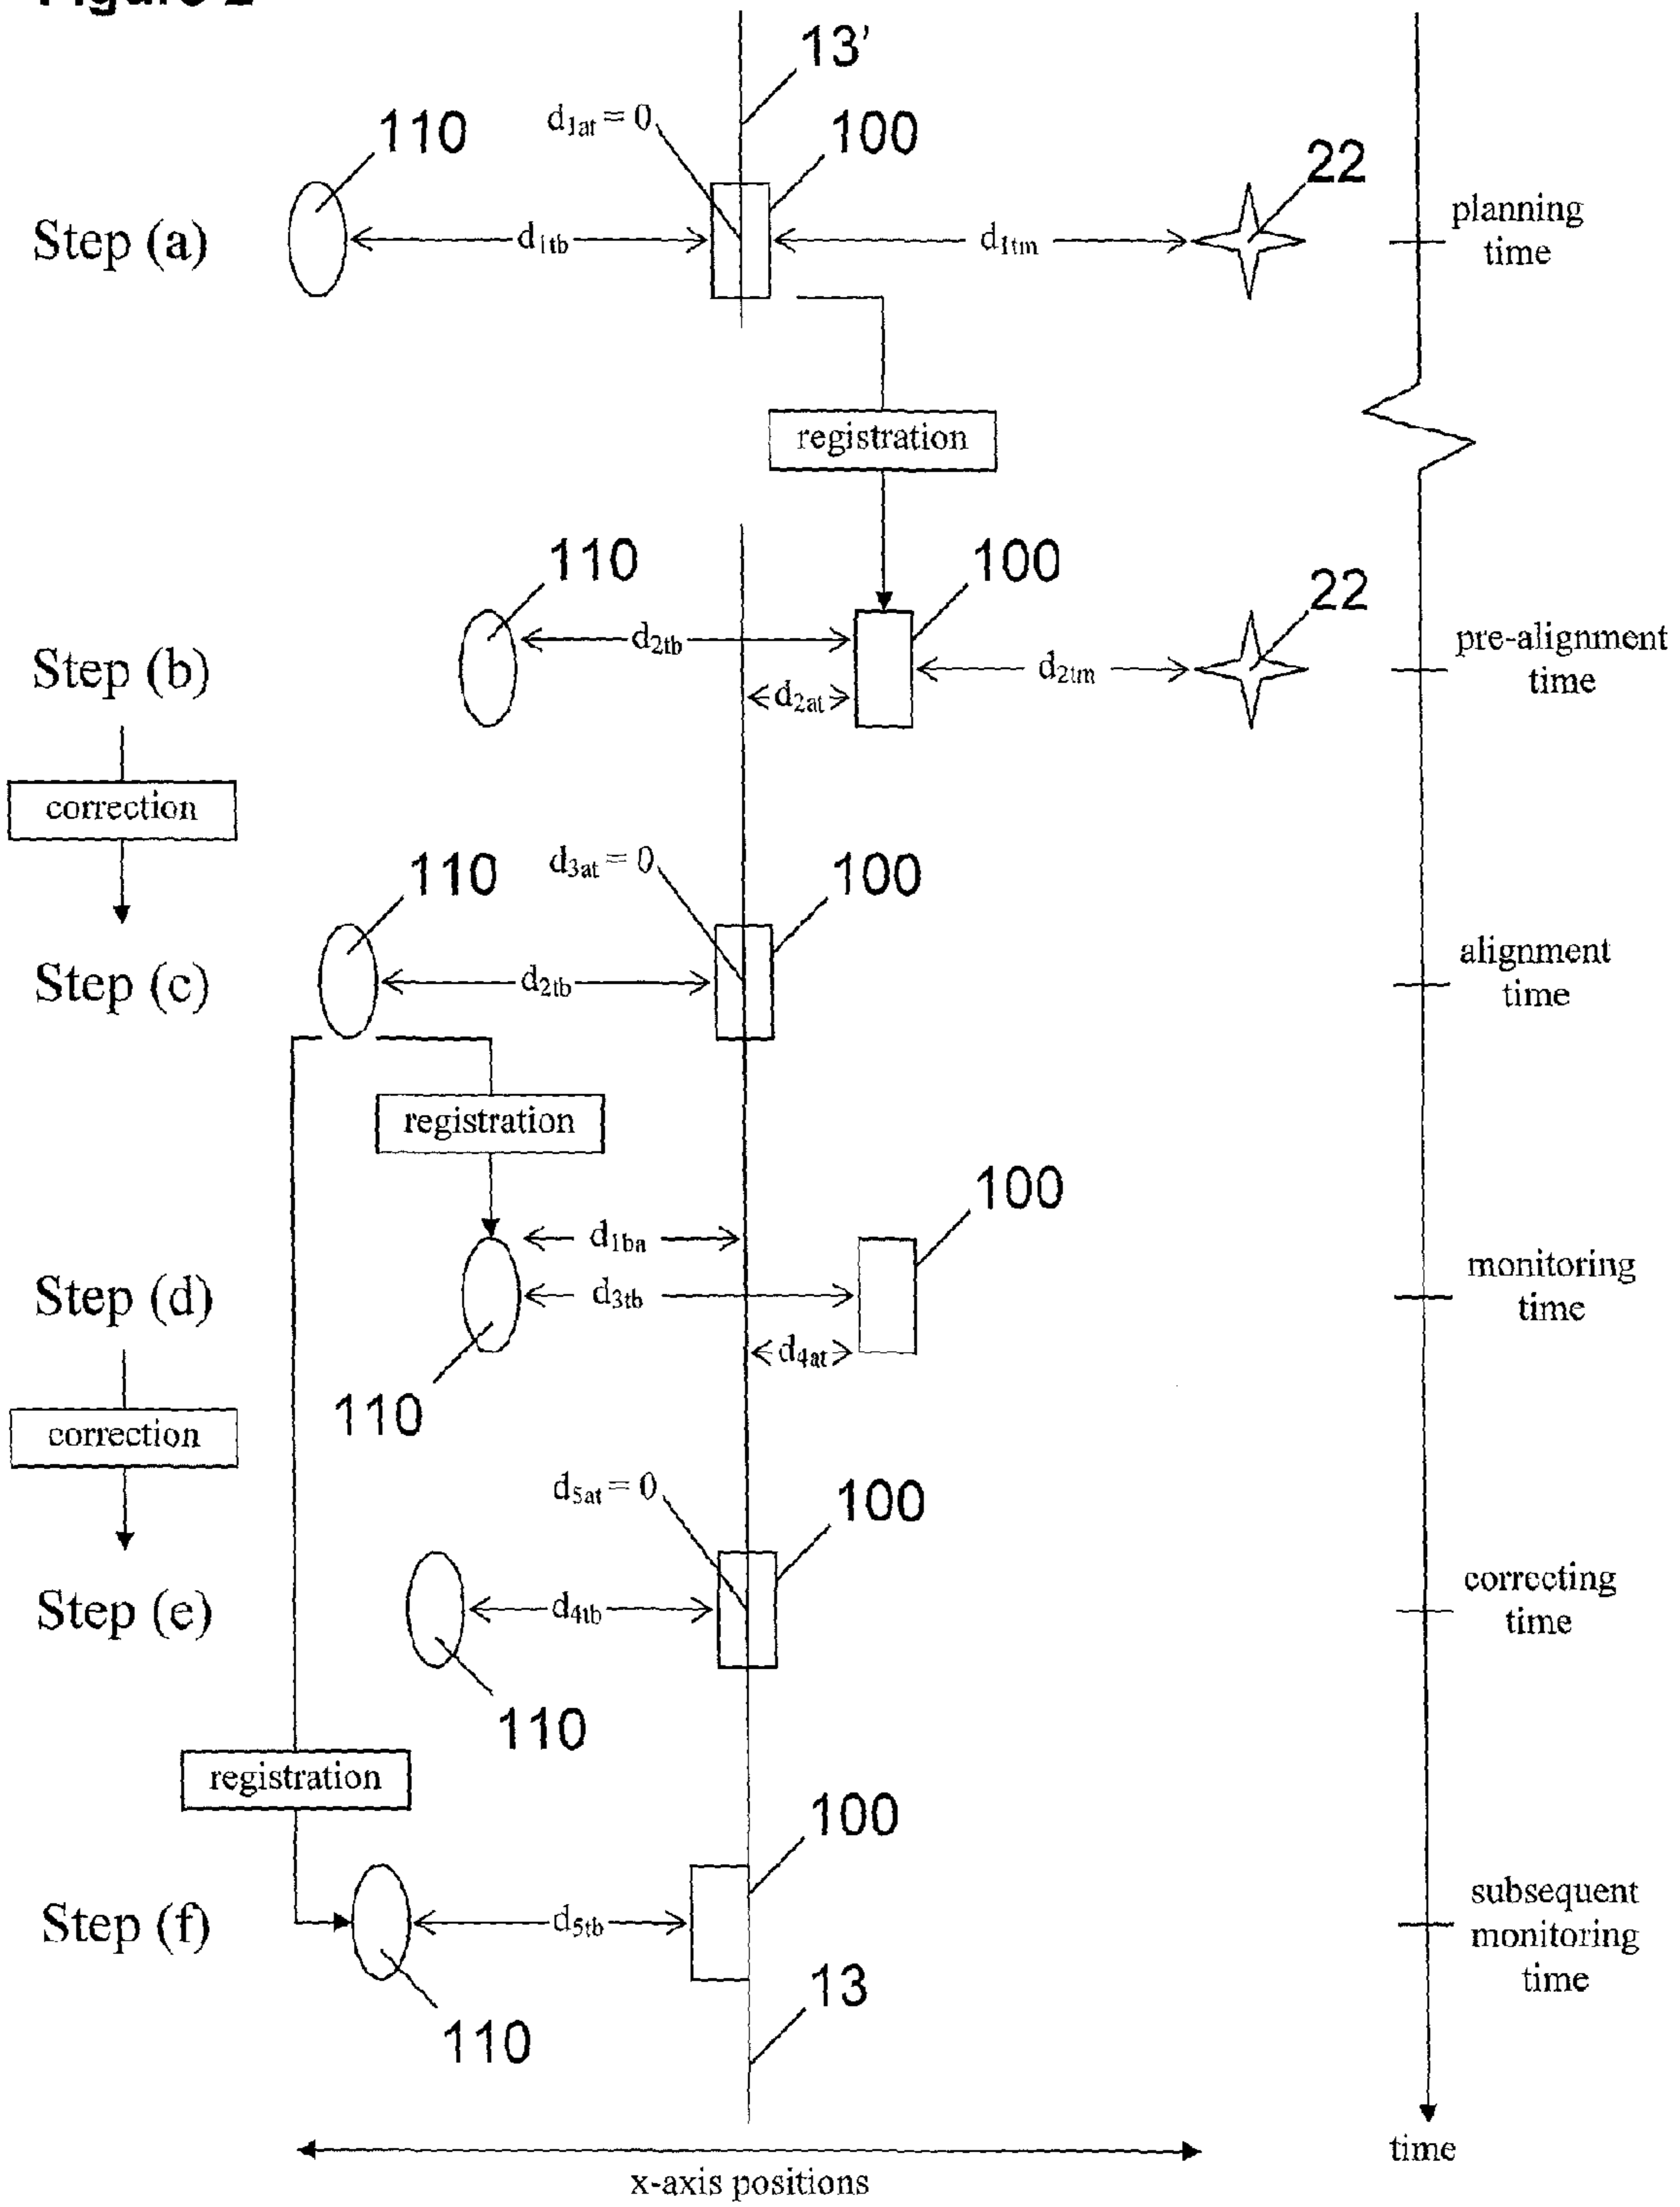 13’
d1at = 0
110
100
22
Step (a)
d1tb
d1tm
planning
time
registration
110
100
22
Step (b)
d2tb
d2tm
d2at
pre-alignment
time
correction
d3at = 0
110
100
Step (c)
d2tb
alignment
time
registration
100
d1ba
Step (d)
d3tb
monitoring
time
d4at
110
correction
d5at = 0
100
Step (e)
d4tb
correcting
time
110
registration
100
Step (f)
d5tb
subsequent
monitoring
time
13
110
time
x-axis positions